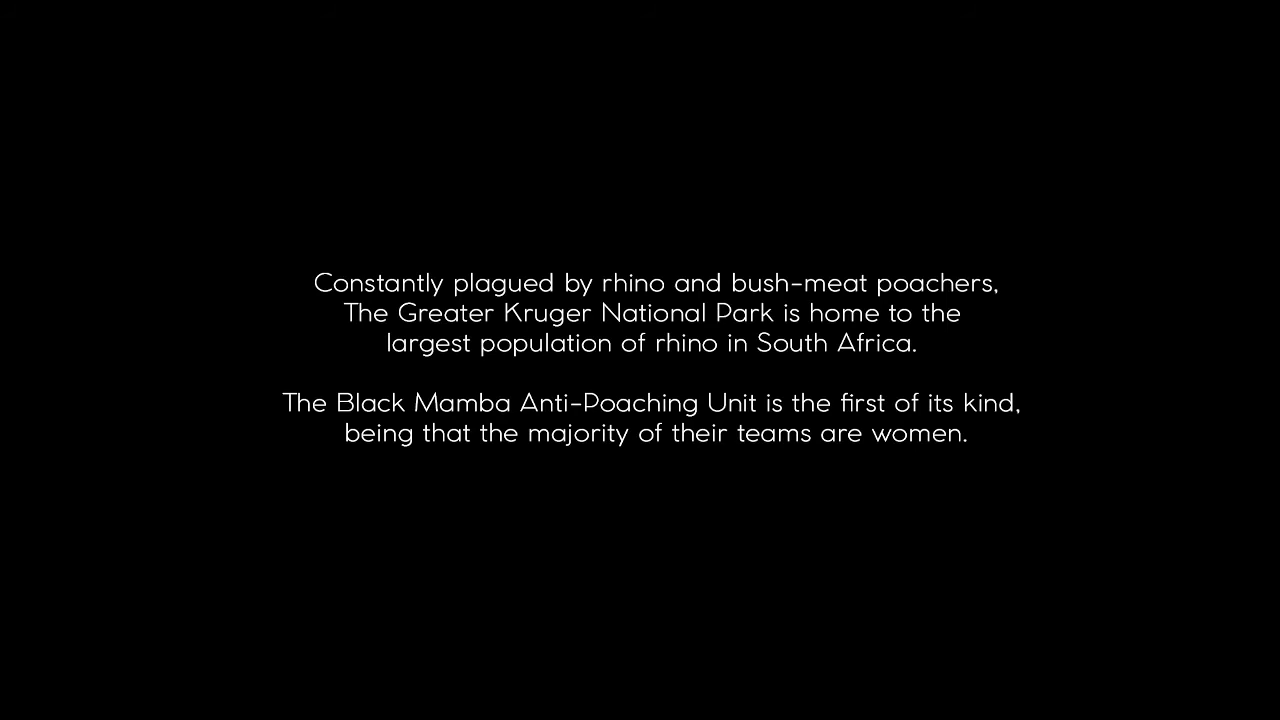 Constantly plagued by rhino and bush-meat poachers,
The Greater Kruger National Park is home to the
largest population of rhino in South Africa.
The Black Mamba Anti-Poaching Unit is the first of its kind,
being that the majority of their teams are women.